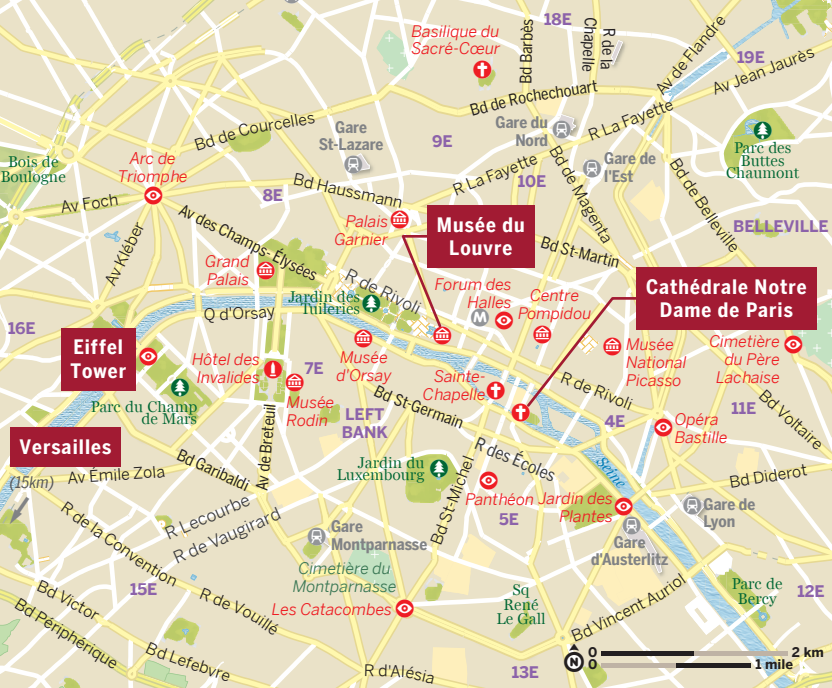 Basilique du
Sacré-Cœur
18E
Bd Barbès
R de la
Chapelle
Av de Flandre
19E
Av Jean Jaurès
Bd de Rochechouart
R La Fayette
Bd de Courcelles
Gare
St-Lazare
9E
Gare du
Nord
Gare de
l'Est
Parc des
Buttes
Chaumont
Bois de
Boulogne
Arc de
Triomphe
8E
Bd Haussmann
R La Fayette
10E
Bd de Magenta
Bd de Belleville
Av Foch
Av Kléber
Av des Champs-Élysées
Palais
Garnier
Musée du
Louvre
Bd St-Martin
BELLEVILLE
Grand
Palais
R de Rivoli
Jardin des
Tuileries
Forum des
Halles
M
Centre
Pompidou
Cathédrale Notre
Dame de Paris
Q d'Orsay
16E
Eiffel
Tower
Hôtel des
Invalides
7E
Musée
d'Orsay
Musée
National
Picasso
Cimetière
du Père
Lachaise
Parc du Champ
de Mars
Musée
Rodin
Sainte-
Chapelle
R de Rivoli
LEFT
BANK
Bd St-Germain
4E
11E
Opéra
Bastille
Bd Voltaire
Versailles
(15km)
Av Émile Zola
Bd Garibaldi
Av de Breteuil
Jardin du
Luxembourg
Bd St-Michel
R des Écoles
Seine
Bd Diderot
Panthéon
Jardin des
Plantes
5E
Gare de
Lyon
R Lecourbe
R de Vaugirard
R de la Convention
Gare
Montparnasse
Gare
d'Austerlitz
Cimetière du
Montparnasse
15E
R de Vouillé
Les Catacombes
Sq
René
Le Gall
Parc de
Bercy
12E
Bd Victor
Bd Périphérique
Bd Lefebvre
R d'Alésia
13E
Bd Vincent Auriol
N
0
2 km
0
1 mile